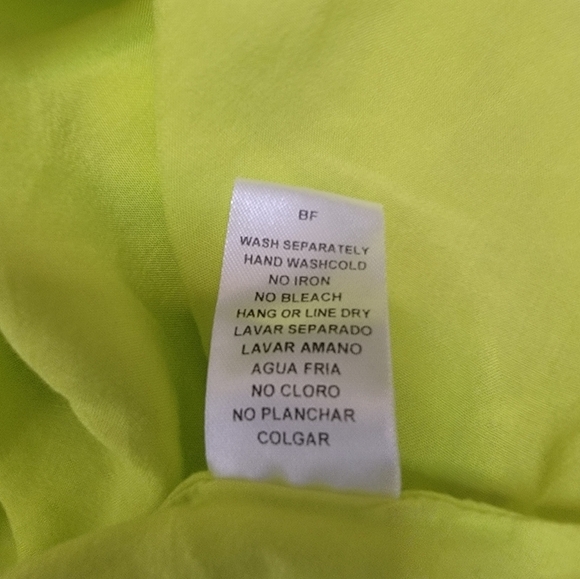 BF
WASH SEPARATELY
HAND WASHCOLD
NO IRON
NO BLEACH
HANG OR LINE DRY
LAVAR SEPARADO
LAVAR AMANO
AGUA FRIA
NO CLORO
NO PLANCHAR
COLGAR